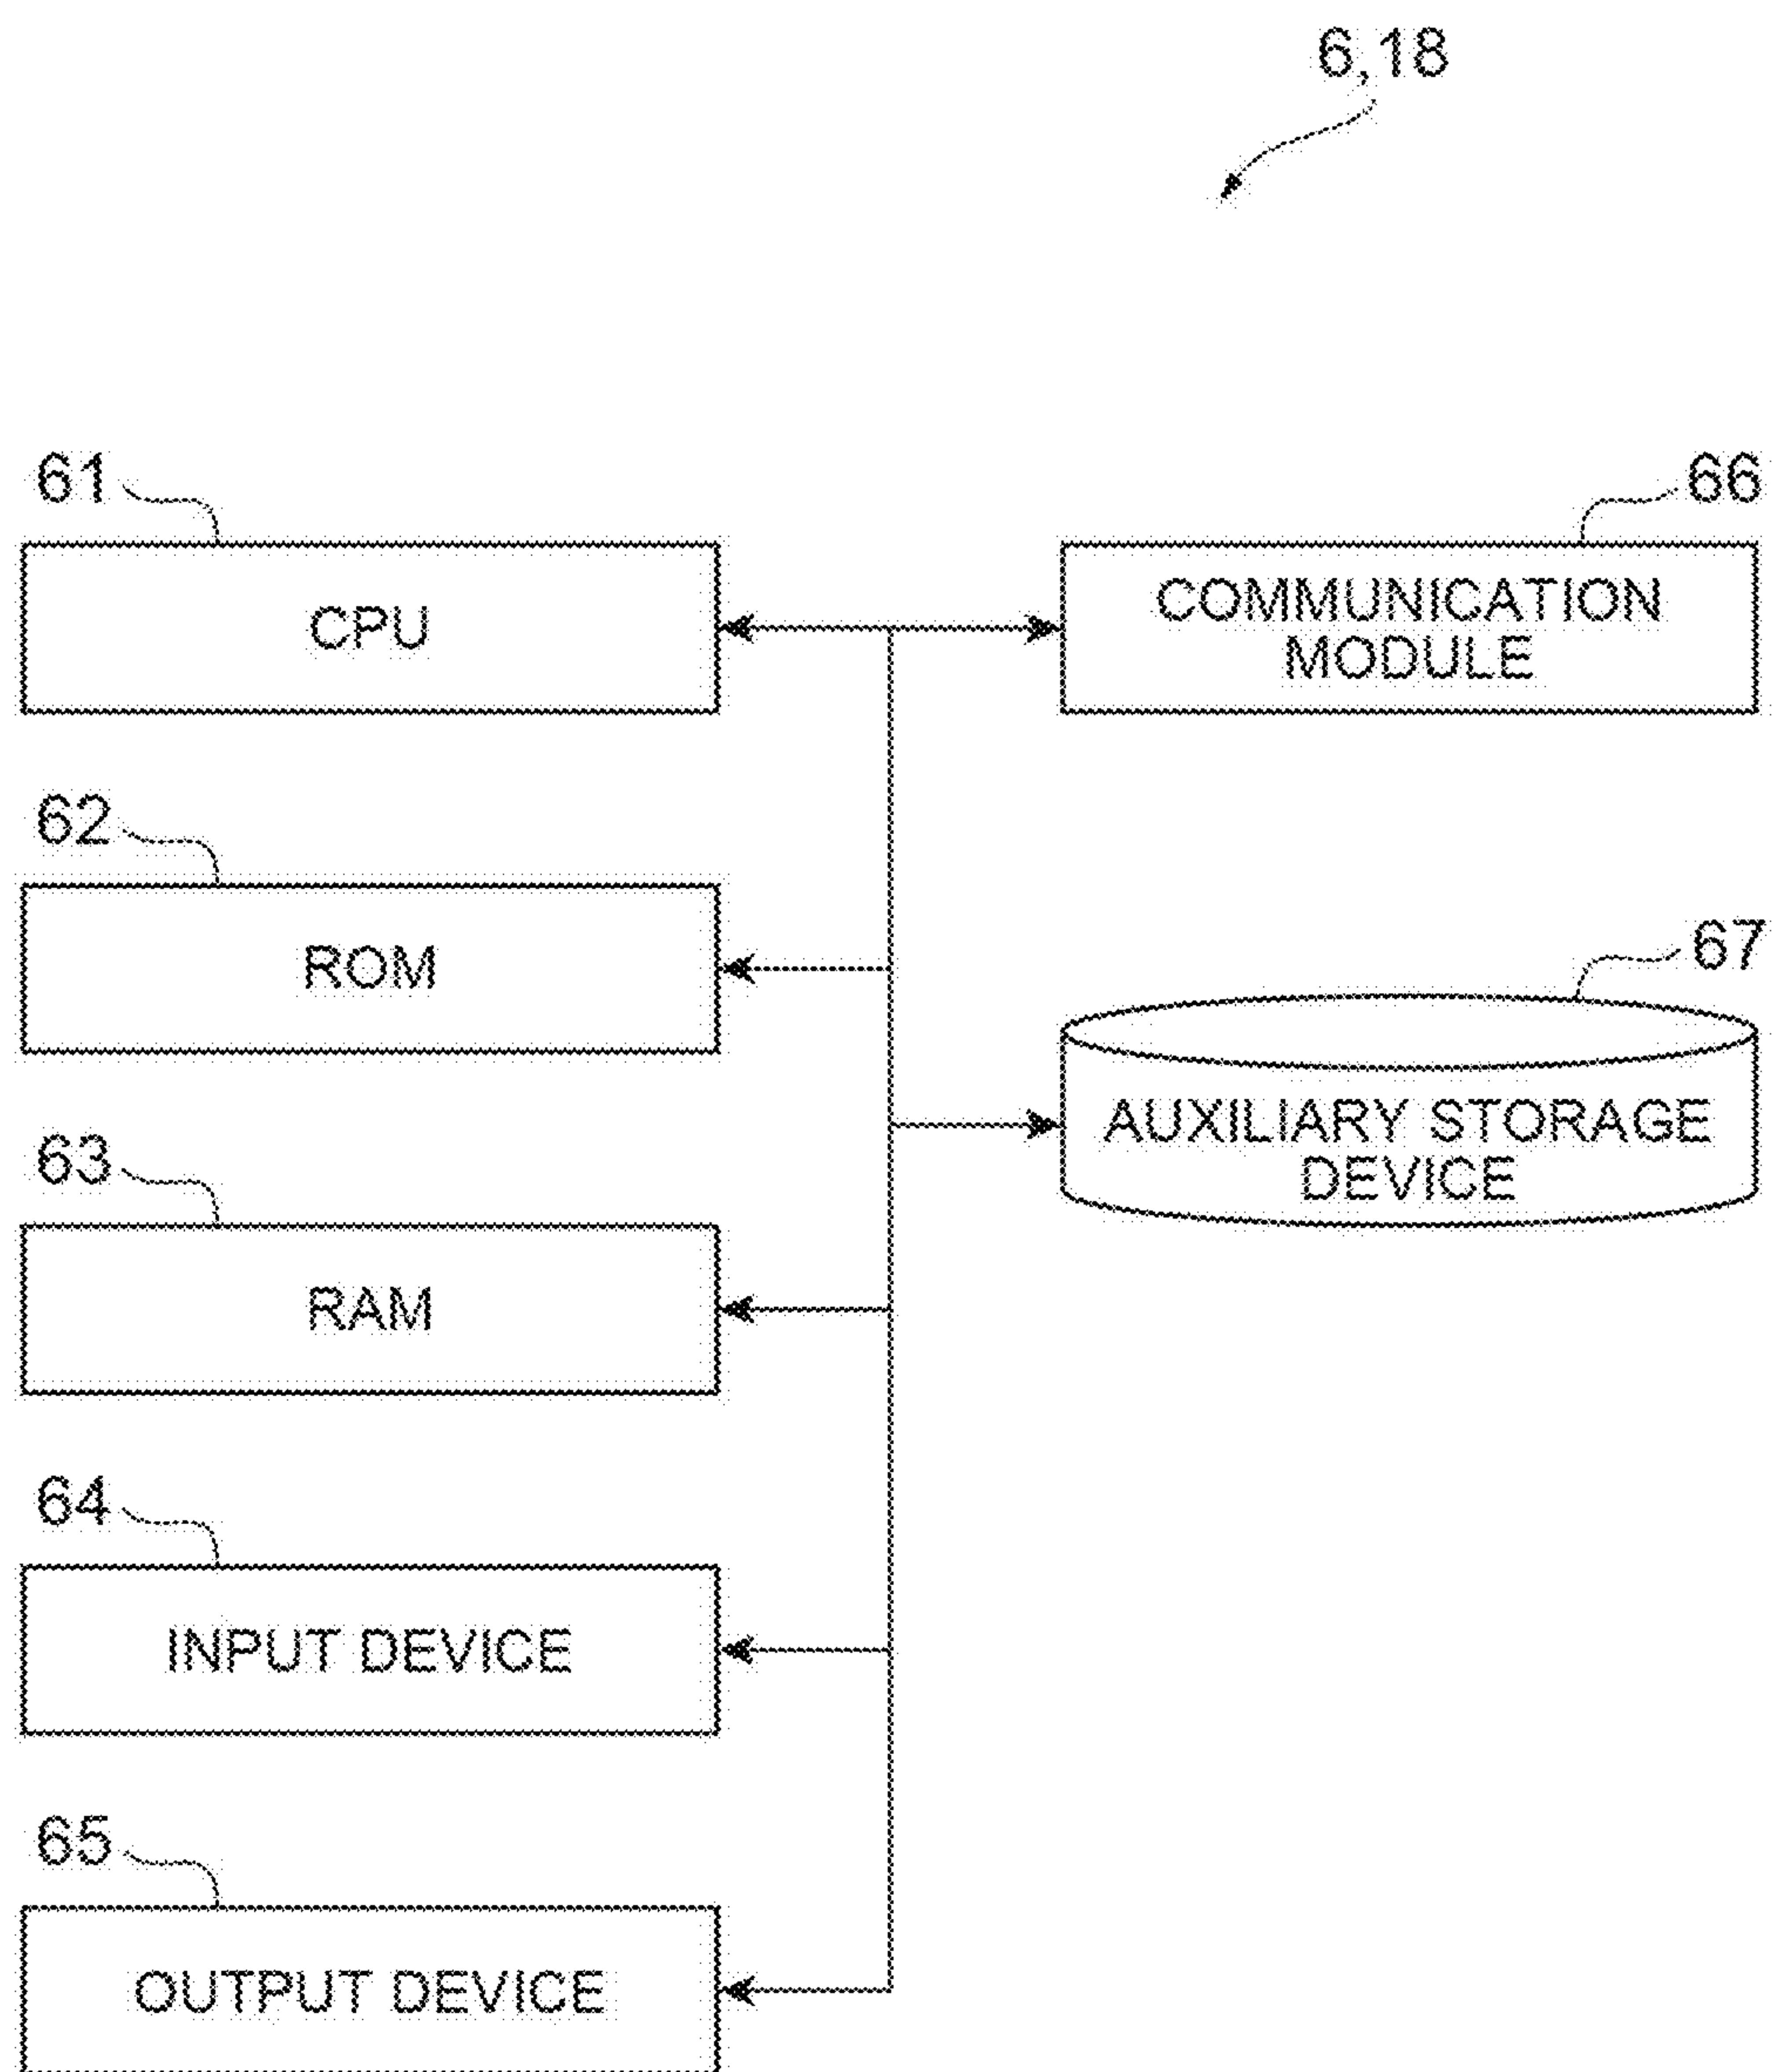 6,18
61
CPU
66
COMMUNICATION
MODULE
62
ROM
67
AUXILIARY STORAGE
DEVICE
63
RAM
64
INPUT DEVICE
65
OUTPUT DEVICE